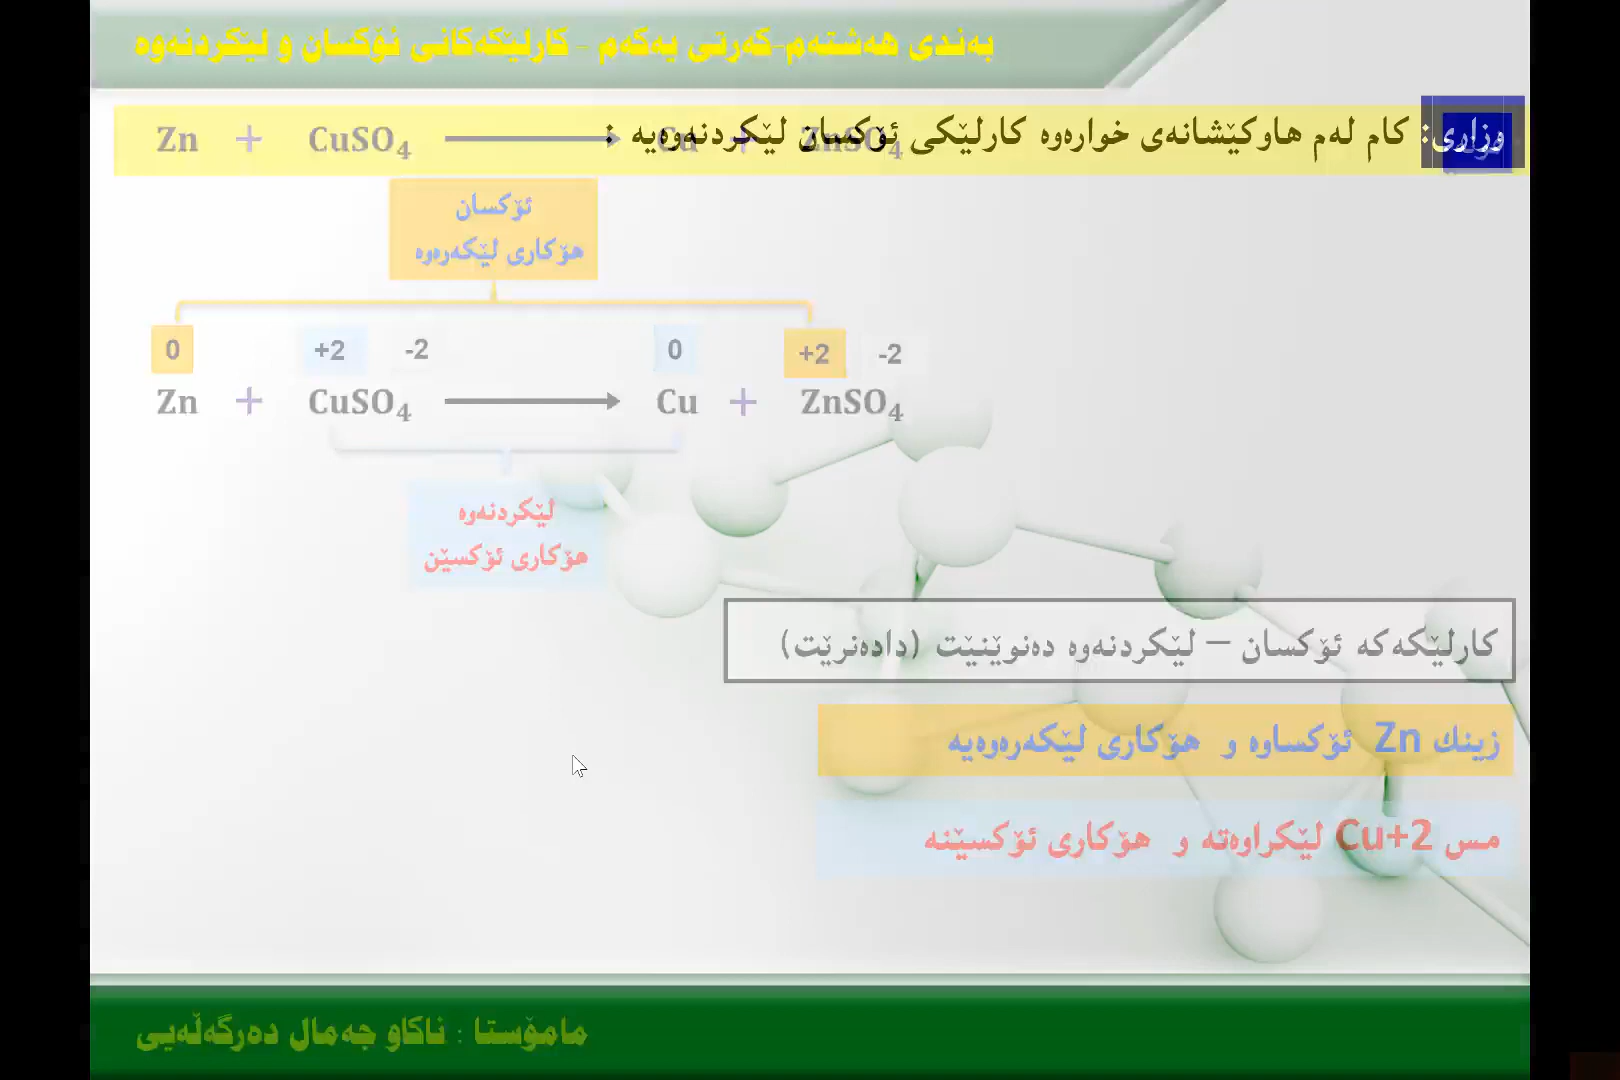 بەندی هەشتەم-کەرتی یەکەم - کارلێکەکانی ئۆکسان و لێکردنەوە
وزاری: کام لەم هاوکێشانەی خوارەوە کارلێکی ئۆکسان لێکردنەوەیە :
Zn + CuSO₄ ⟶ Cu + ZnSO₄
ئۆکسان
هۆکاری لێکەرەوە
0 +2 -2 0 +2 -2
Zn + CuSO₄ ⟶ Cu + ZnSO₄
لێکردنەوە
هۆکاری ئۆکسێن
کارلێکەکە ئۆکسان – لێکردنەوە دەنوێنێت (دادەنرێت)
زینك Zn ئۆکساوە و هۆکاری لێکەرەوەیە
مس Cu+2 لێکراوەتە و هۆکاری ئۆکسێنە
مامۆستا : ناکاو جەمال دەرگەڵەیی